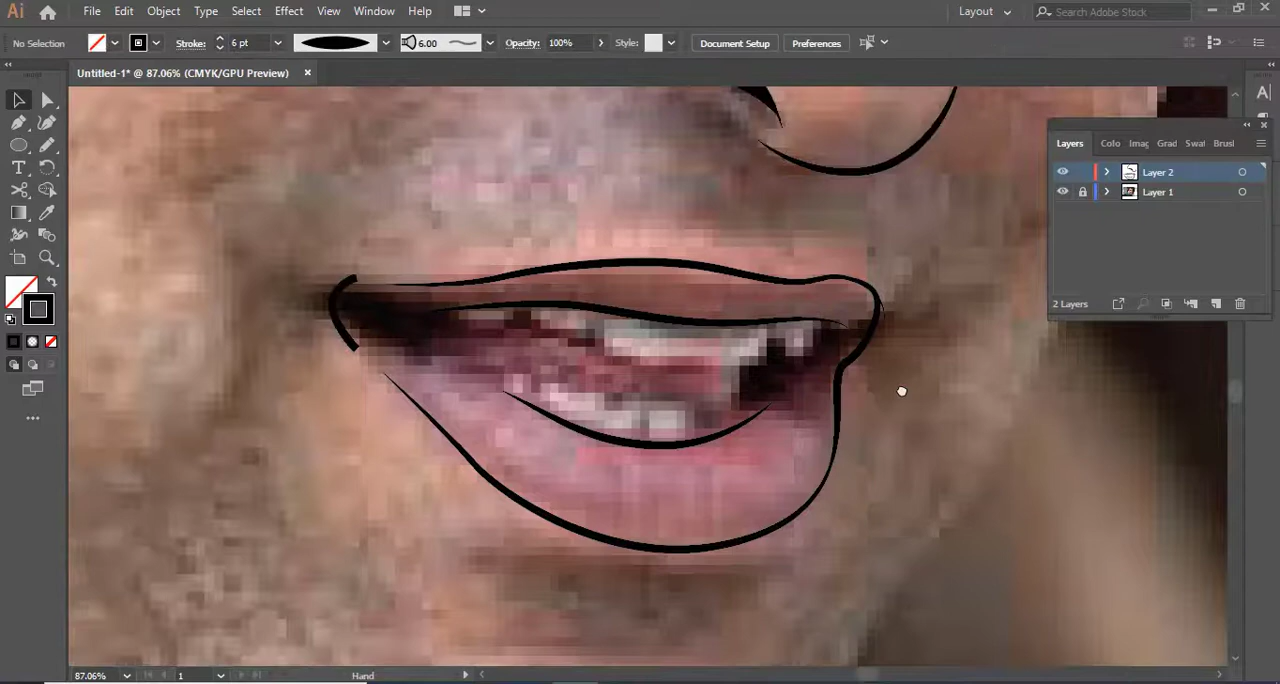 Ai File Edit Object Type Select Effect View Window Help Layout Search Adobe Stock
No Selection Stroke: 6 pt 6.00 Opacity: 100% Style: Document Setup Preferences
Untitled-1* @ 87.06% (CMYK/GPU Preview) ×
A
Layers Colo Imag Grad Swat Brush
Layer 2
Layer 1
2 Layers
T
87.06% 1 Hand